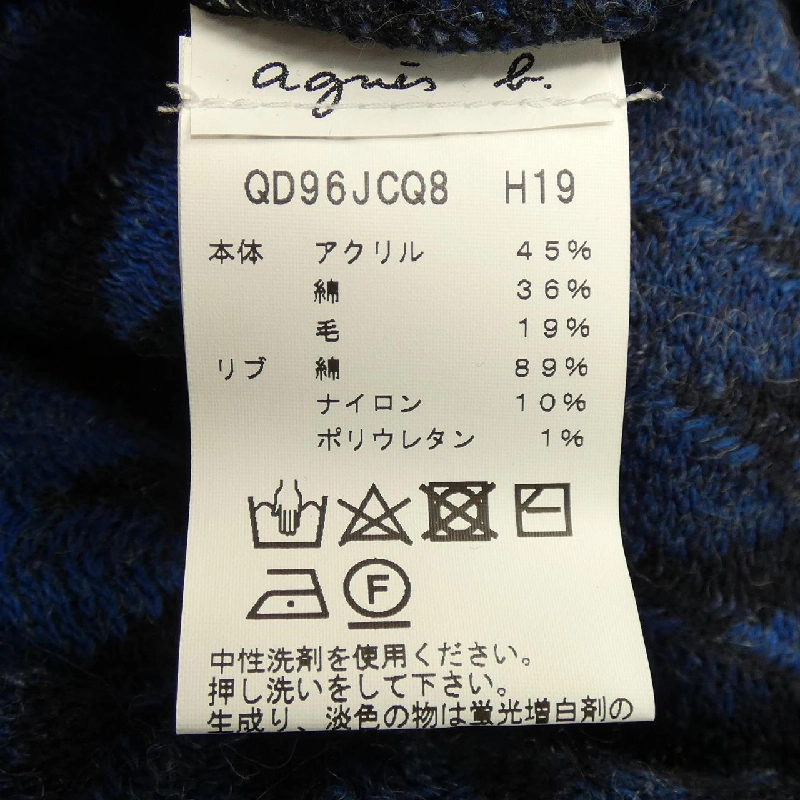 agnès b.
QD96JCQ8 H19
本体 アクリル 45%
綿 36%
毛 19%
リブ 綿 89%
ナイロン 10%
ポリウレタン 1%
F
中性洗剤を使用ください。
押し洗いをして下さい。
生成り、淡色の物は蛍光増白剤の